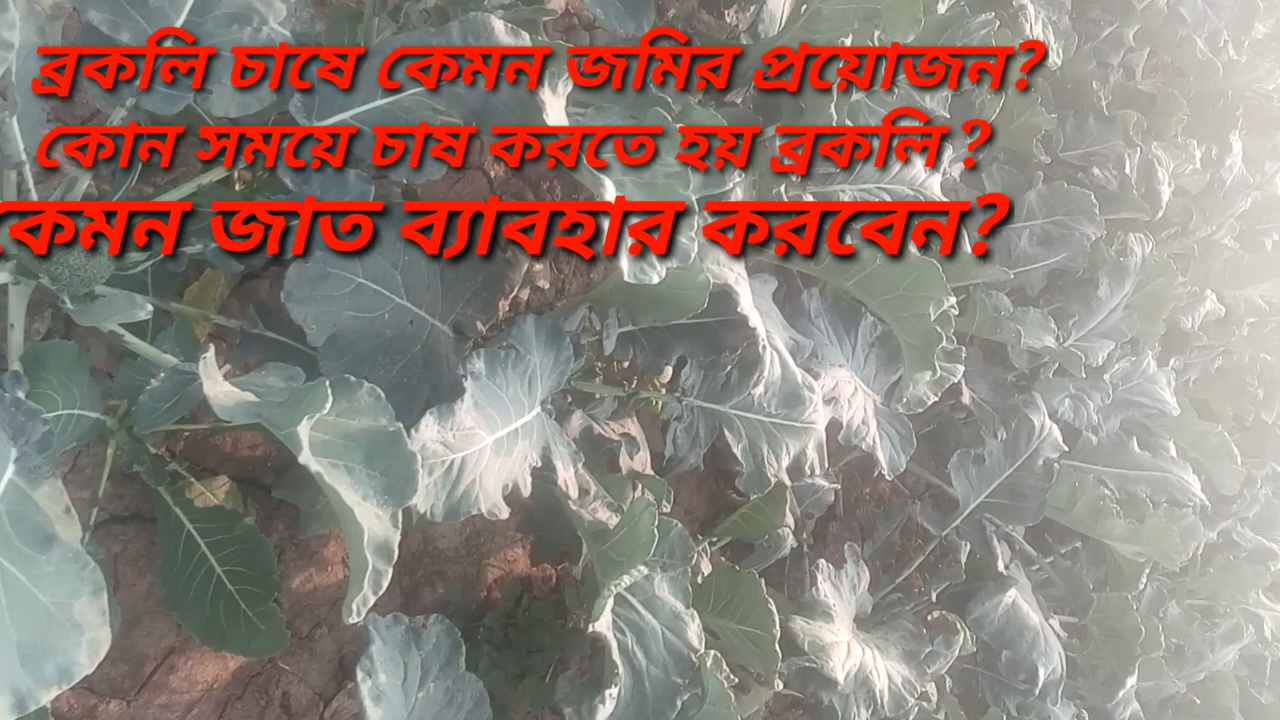 ব্রকলি চাষে কেমন জমির প্রয়োজন?
কোন সময়ে চাষ করতে হয় ব্রকলি ?
কেমন জাত ব্যাবহার করবেন?